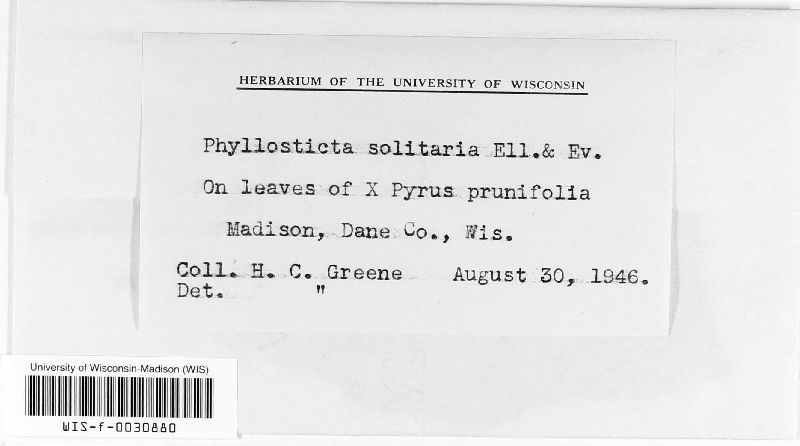 HERBARIUM OF THE UNIVERSITY OF WISCONSIN
Phyllosticta solitaria Ell.& Ev.
On leaves of X Pyrus prunifolia
Madison, Dane Co., Wis.
Coll. H. C. Greene August 30, 1946.
Det. "
University of Wisconsin-Madison (WIS)
WIS-f-0030880